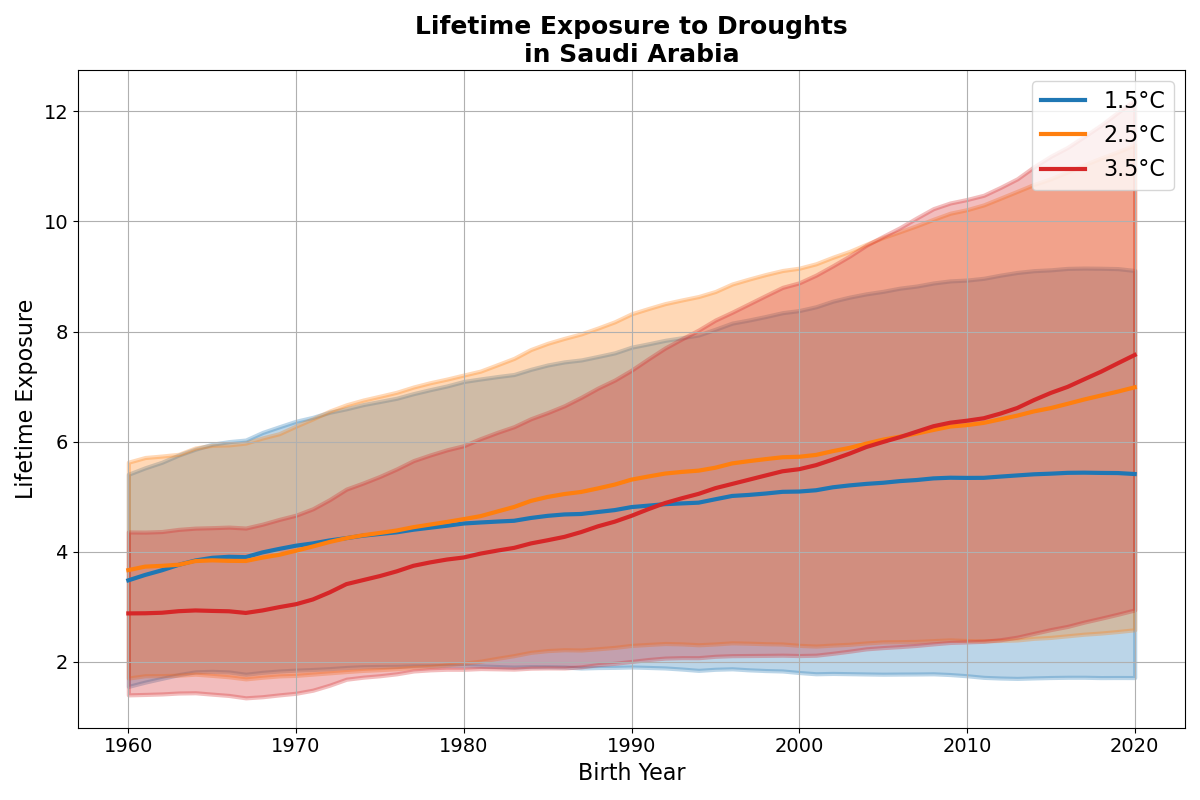 Lifetime Exposure to Droughts
in Saudi Arabia
1.5°C
2.5°C
3.5°C
Lifetime Exposure
12
10
8
6
4
2
1960
1970
1980
1990
2000
2010
2020
Birth Year